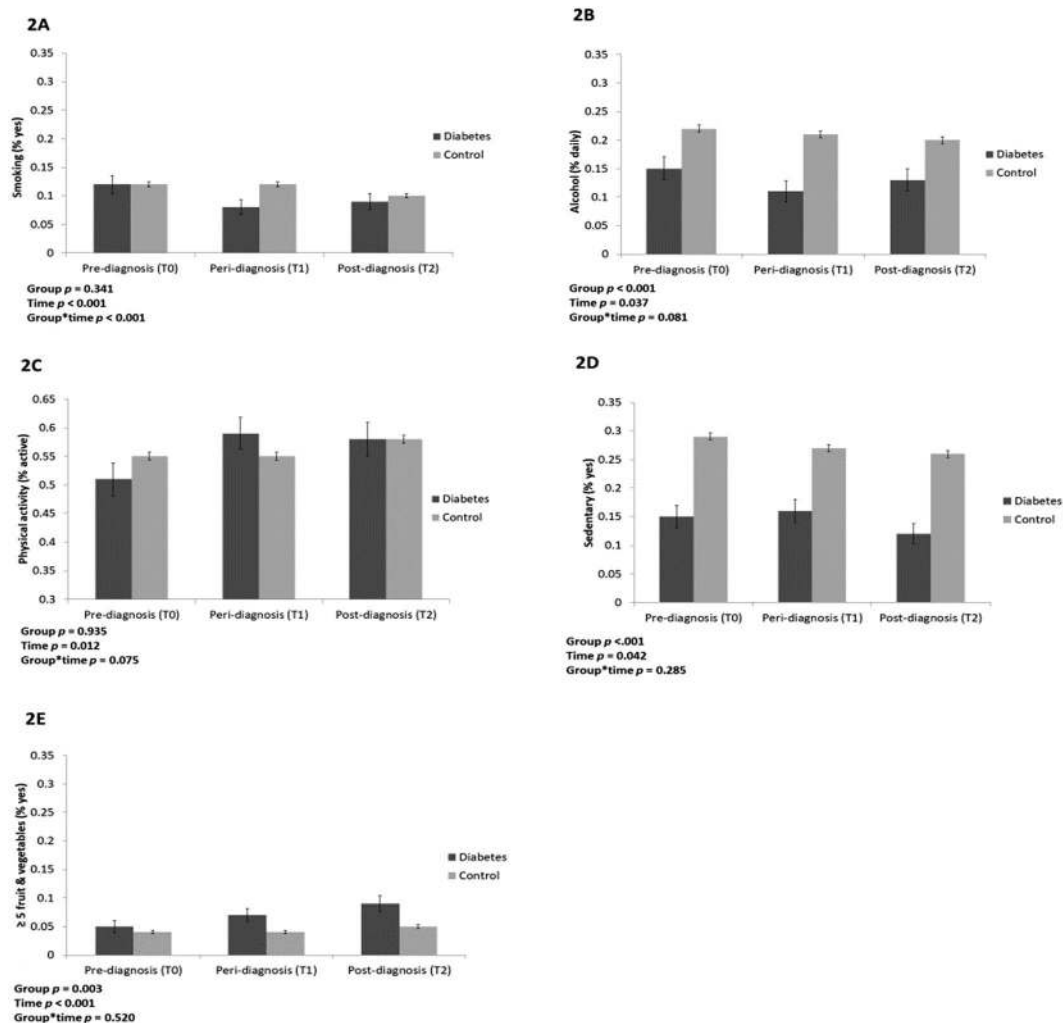 2A
0.35
0.3
0.25
0.2
0.15
0.1
0.05
0
Smoking (% yes)
Pre-diagnosis (T0) Peri-diagnosis (T1) Post-diagnosis (T2)
Diabetes
Control
Group p = 0.341
Time p < 0.001
Group*time p < 0.001
2B
0.35
0.3
0.25
0.2
0.15
0.1
0.05
0
Alcohol (% daily)
Pre-diagnosis (T0) Peri-diagnosis (T1) Post-diagnosis (T2)
Diabetes
Control
Group p < 0.001
Time p = 0.037
Group*time p = 0.081
2C
0.65
0.6
0.55
0.5
0.45
0.4
0.35
0.3
Physical activity (% active)
Pre-diagnosis (T0) Peri-diagnosis (T1) Post-diagnosis (T2)
Diabetes
Control
Group p = 0.935
Time p = 0.012
Group*time p = 0.075
2D
0.35
0.3
0.25
0.2
0.15
0.1
0.05
0
Sedentary (% yes)
Pre-diagnosis (T0) Peri-diagnosis (T1) Post-diagnosis (T2)
Diabetes
Control
Group p <.001
Time p = 0.042
Group*time p = 0.285
2E
0.35
0.3
0.25
0.2
0.15
0.1
0.05
0
≥ 5 fruit & vegetables (% yes)
Pre-diagnosis (T0) Peri-diagnosis (T1) Post-diagnosis (T2)
Diabetes
Control
Group p = 0.003
Time p < 0.001
Group*time p = 0.520